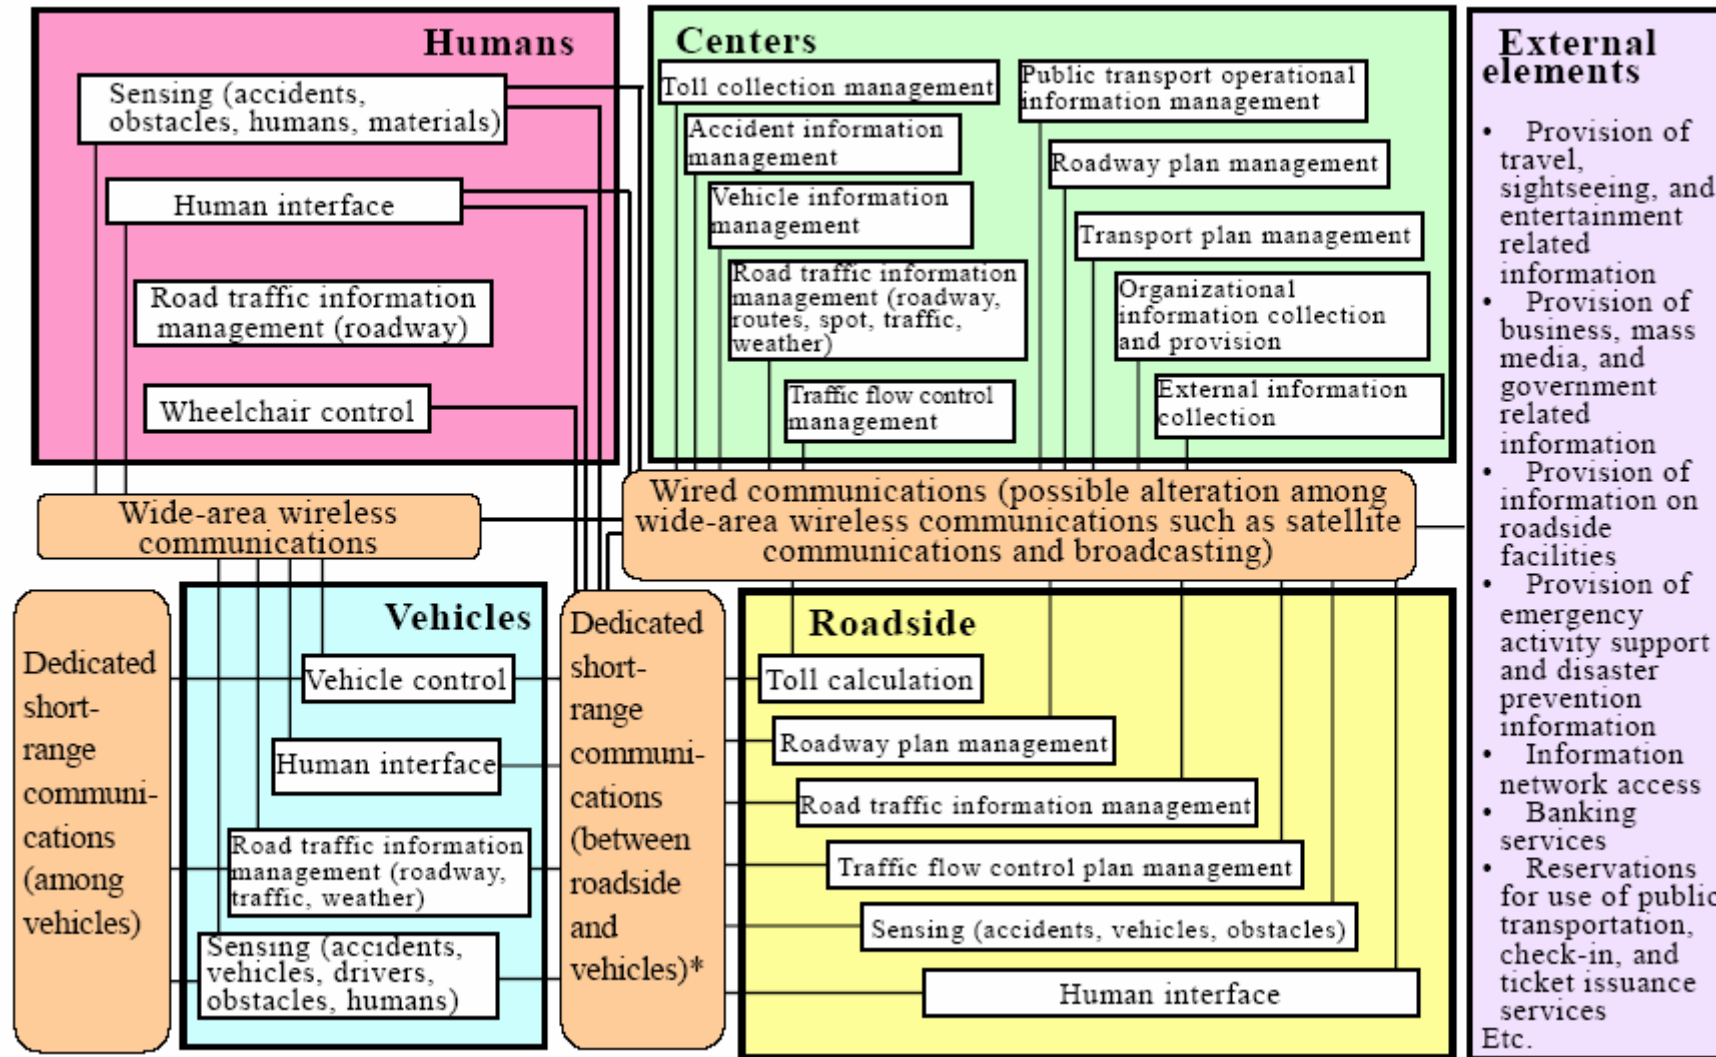 Humans
Sensing (accidents,
obstacles, humans, materials)
Human interface
Road traffic information
management (roadway)
Wheelchair control
Centers
Toll collection management
Accident information
management
Vehicle information
management
Road traffic information
management (roadway,
routes, spot, traffic,
weather)
Traffic flow control
management
Public transport operational
information management
Roadway plan management
Transport plan management
Organizational
information collection
and provision
External information
collection
External
elements
• Provision of
travel,
sightseeing, and
entertainment
related
information
• Provision of
business, mass
media, and
government
related
information
• Provision of
information on
roadside
facilities
• Provision of
emergency
activity support
and disaster
prevention
information
• Information
network access
• Banking
services
• Reservations
for use of public
transportation,
check-in, and
ticket issuance
services
Etc.
Wide-area wireless
communications
Wired communications (possible alteration among
wide-area wireless communications such as satellite
communications and broadcasting)
Dedicated
short-
range
communi-
cations
(among
vehicles)
Vehicles
Vehicle control
Human interface
Road traffic information
management (roadway,
traffic, weather)
Sensing (accidents,
vehicles, drivers,
obstacles, humans)
Dedicated
short-
range
communi-
cations
(between
roadside
and
vehicles)*
Roadside
Toll calculation
Roadway plan management
Road traffic information management
Traffic flow control plan management
Sensing (accidents, vehicles, obstacles)
Human interface